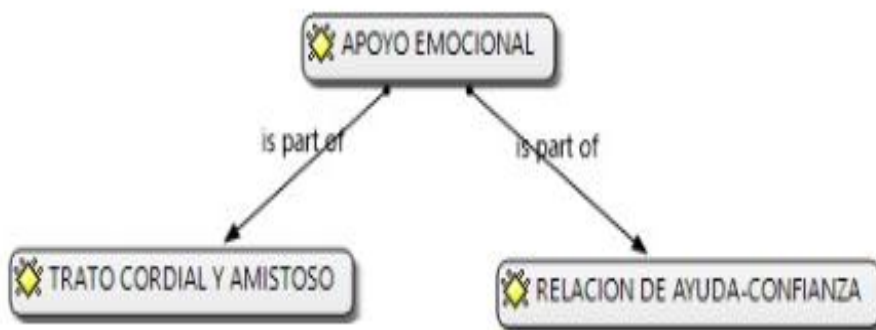 APOYO EMOCIONAL
is part of
is part of
TRATO CORDIAL Y AMISTOSO
RELACION DE AYUDA-CONFIANZA